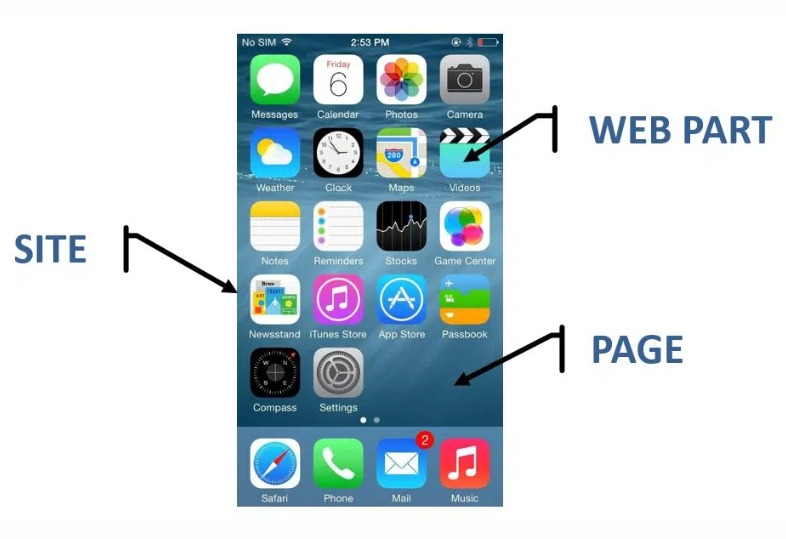 No SIM 2:53 PM
Friday
6
Messages Calendar Photos Camera
WEB PART
280
Weather Clock Maps Videos
SITE
Notes Reminders Stocks Game Center
Newsstand iTunes Store App Store Passbook
PAGE
Compass Settings
2
Safari Phone Mail Music